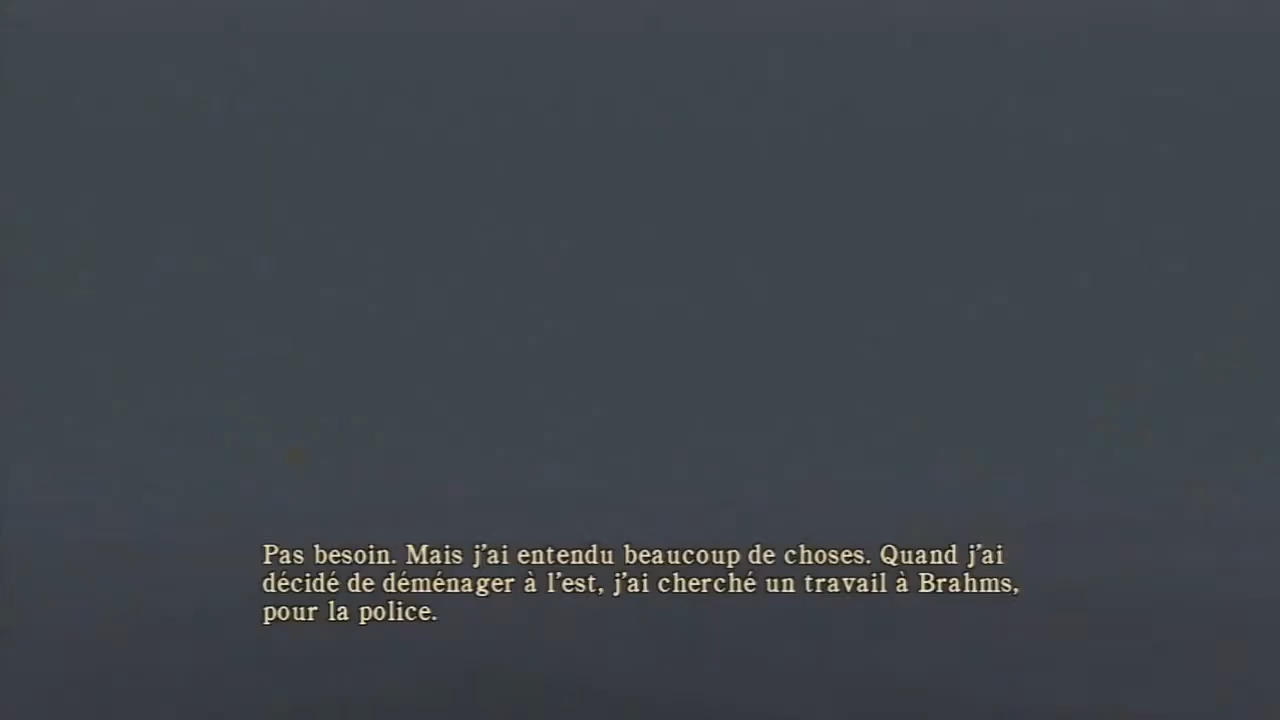 Pas besoin. Mais j'ai entendu beaucoup de choses. Quand j'ai
décidé de déménager à l'est, j'ai cherché un travail à Brahms,
pour la police.